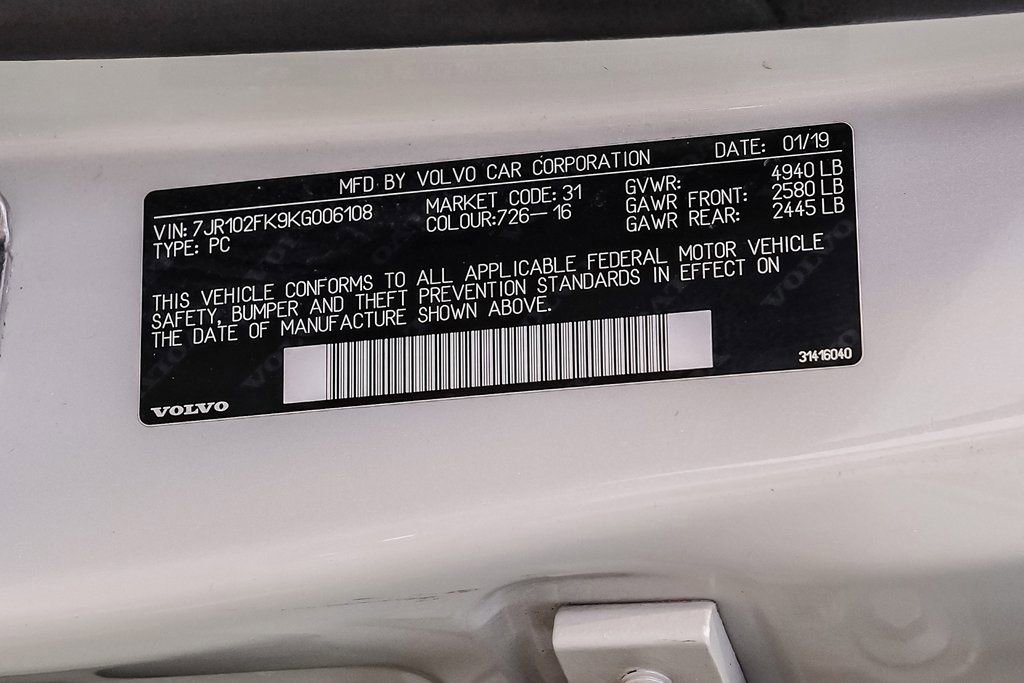 MFD BY VOLVO CAR CORPORATION DATE: 01/19
VIN: 7JR102FK9KG006108 MARKET CODE: 31 GVWR: 4940 LB
TYPE: PC COLOUR:726-16 GAWR FRONT: 2580 LB
GAWR REAR: 2445 LB
THIS VEHICLE CONFORMS TO ALL APPLICABLE FEDERAL MOTOR VEHICLE
SAFETY, BUMPER AND THEFT PREVENTION STANDARDS IN EFFECT ON
THE DATE OF MANUFACTURE SHOWN ABOVE.
31416040
VOLVO